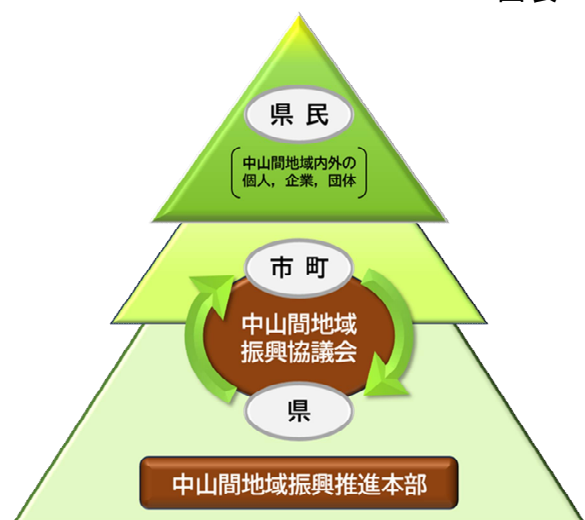 県 民
中山間地域内外の
個人，企業，団体
市 町
中山間地域
振興協議会
県
中山間地域振興推進本部